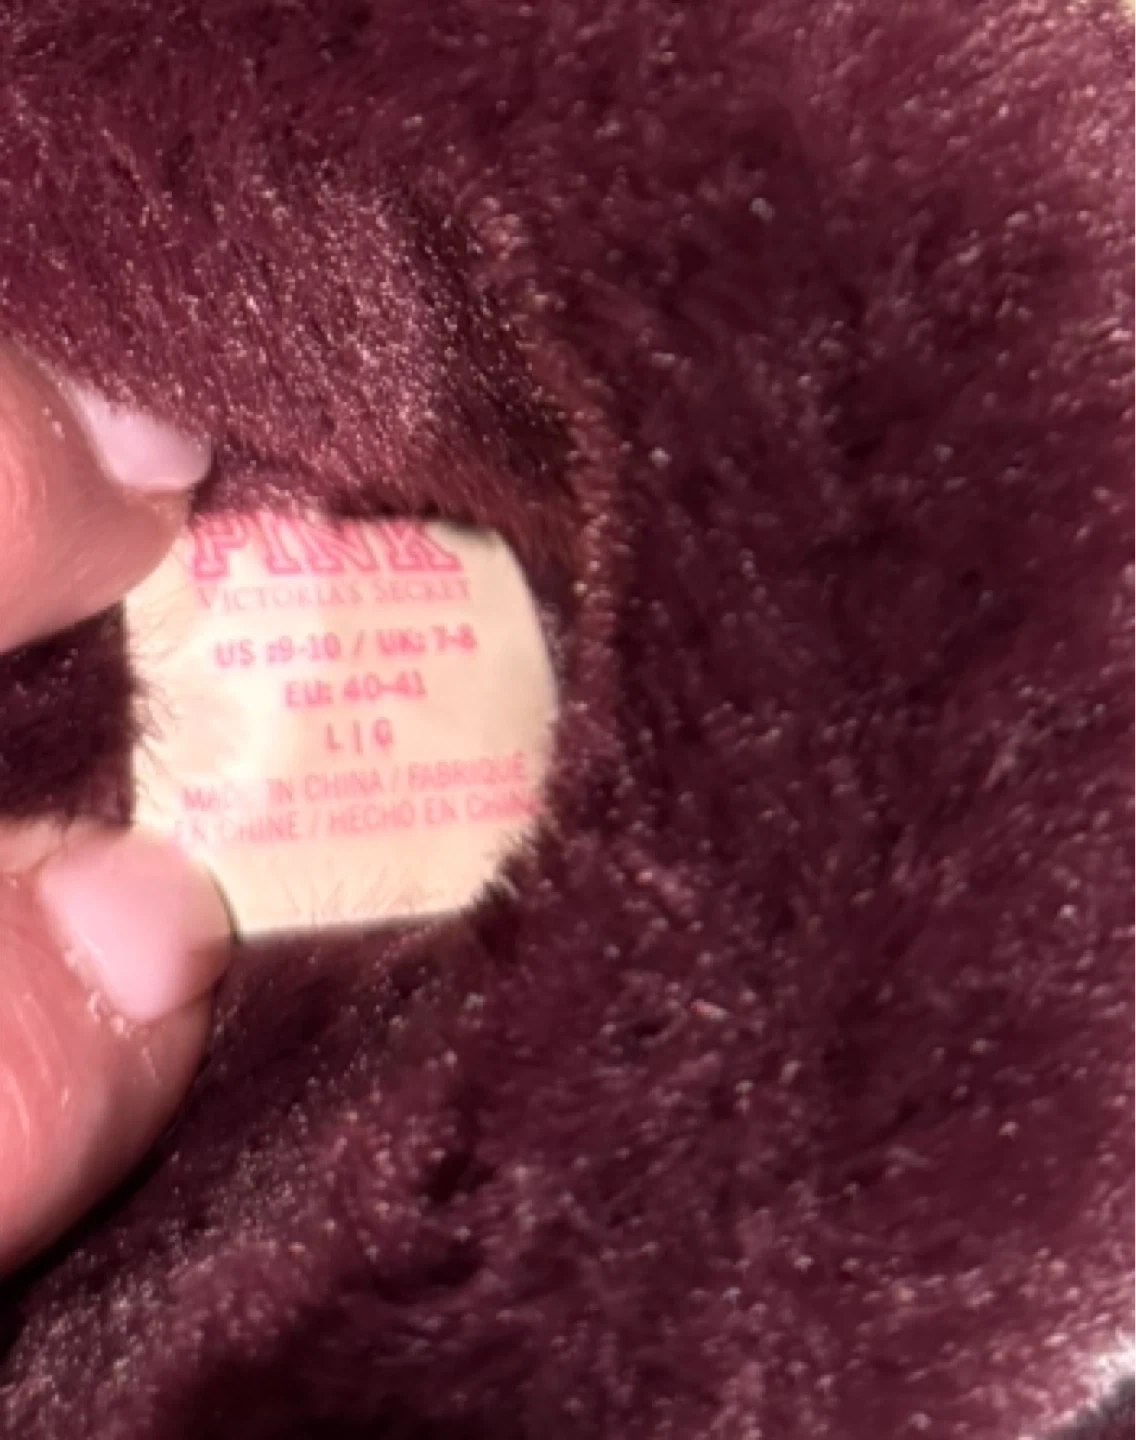 PINK
VICTORIA'S SECRET
US :9-10 / UK: 7-8
EU: 40-41
L | G
MADE IN CHINA / FABRIQUÉ
EN CHINE / HECHO EN CHINA